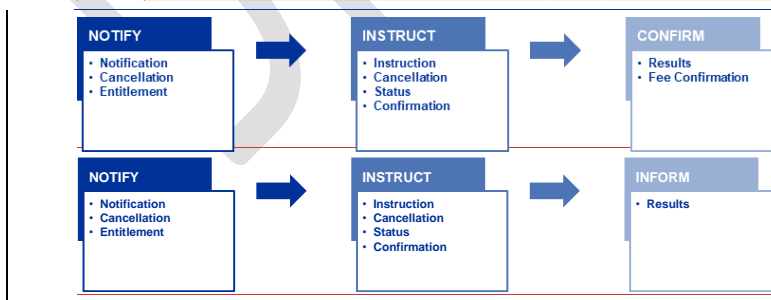 NOTIFY
• Notification
• Cancellation
• Entitlement
INSTRUCT
• Instruction
• Cancellation
• Status
• Confirmation
CONFIRM
• Results
• Fee Confirmation
NOTIFY
• Notification
• Cancellation
• Entitlement
INSTRUCT
• Instruction
• Cancellation
• Status
• Confirmation
INFORM
• Results